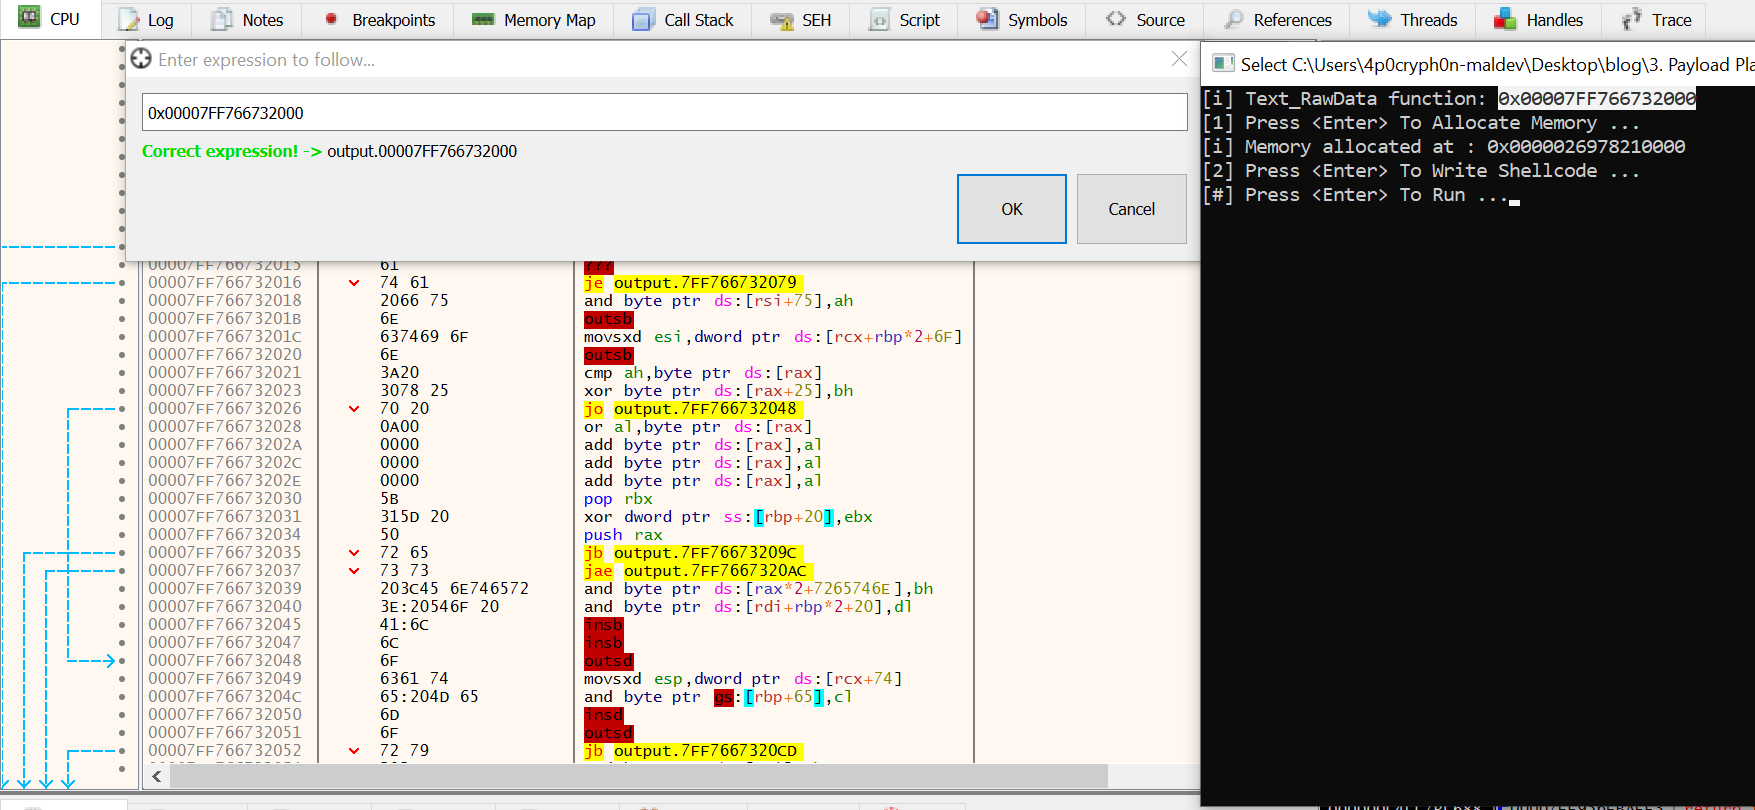 CPU Log Notes Breakpoints Memory Map Call Stack SEH Script Symbols Source References Threads Handles Trace
Enter expression to follow...
0x00007FF766732000
Correct expression! -> output.00007FF766732000
OK Cancel
Select C:\Users\4p0cryph0n-maldev\Desktop\blog\3. Payload Pla
[i] Text_RawData function: 0x00007FF766732000
[1] Press <Enter> To Allocate Memory ...
[i] Memory allocated at : 0x0000026978210000
[2] Press <Enter> To Write Shellcode ...
[#] Press <Enter> To Run ...
00007FF766732015 61 ???
00007FF766732016 74 61 je output.7FF766732079
00007FF766732018 2066 75 and byte ptr ds:[rsi+75],ah
00007FF76673201B 6E outsb
00007FF76673201C 637469 6F movsxd esi,dword ptr ds:[rcx+rbp*2+6F]
00007FF766732020 6E outsb
00007FF766732021 3A20 cmp ah,byte ptr ds:[rax]
00007FF766732023 3078 25 xor byte ptr ds:[rax+25],bh
00007FF766732026 70 20 jo output.7FF766732048
00007FF766732028 0A00 or al,byte ptr ds:[rax]
00007FF76673202A 0000 add byte ptr ds:[rax],al
00007FF76673202C 0000 add byte ptr ds:[rax],al
00007FF76673202E 0000 add byte ptr ds:[rax],al
00007FF766732030 5B pop rbx
00007FF766732031 315D 20 xor dword ptr ss:[rbp+20],ebx
00007FF766732034 50 push rax
00007FF766732035 72 65 jb output.7FF76673209C
00007FF766732037 73 73 jae output.7FF7667320AC
00007FF766732039 203C45 6E746572 and byte ptr ds:[rax*2+7265746E],bh
00007FF766732040 3E:20546F 20 and byte ptr ds:[rdi+rbp*2+20],dl
00007FF766732045 41:6C insb
00007FF766732047 6C insb
00007FF766732048 6F outsd
00007FF766732049 6361 74 movsxd esp,dword ptr ds:[rcx+74]
00007FF76673204C 65:204D 65 and byte ptr gs:[rbp+65],cl
00007FF766732050 6D insd
00007FF766732051 6F outsd
00007FF766732052 72 79 jb output.7FF7667320CD